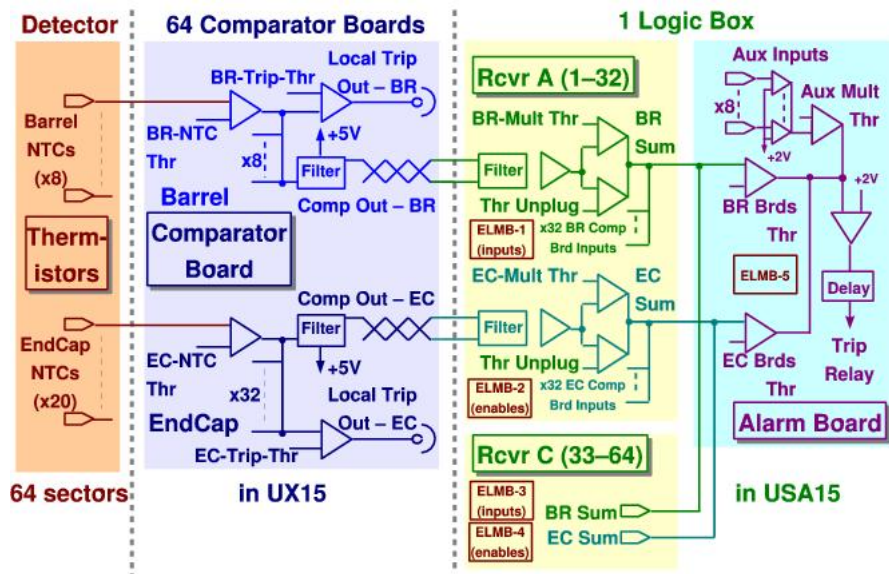 Detector
64 Comparator Boards
1 Logic Box
Barrel
NTCs
(x8)
Therm-
istors
EndCap
NTCs
(x20)
64 sectors
BR-Trip-Thr
Local Trip
Out – BR
BR-NTC
Thr
x8
+5V
Filter
Barrel
Comp Out – BR
Comparator
Board
Comp Out – EC
Filter
EC-NTC
Thr
+5V
x32
Local Trip
EndCap
Out – EC
EC-Trip-Thr
in UX15
Rcvr A (1–32)
BR-Mult Thr
BR
Sum
Filter
Thr Unplug
ELMB-1
(inputs)
x32 BR Comp
Brd Inputs
EC-Mult Thr
EC
Sum
Filter
Thr Unplug
ELMB-2
(enables)
x32 EC Comp
Brd Inputs
Rcvr C (33–64)
ELMB-3
(inputs)
BR Sum
ELMB-4
(enables)
EC Sum
Aux Inputs
x8
Aux Mult
Thr
+2V
BR Brds
Thr
+2V
ELMB-5
Delay
EC Brds
Thr
Trip
Relay
Alarm Board
in USA15